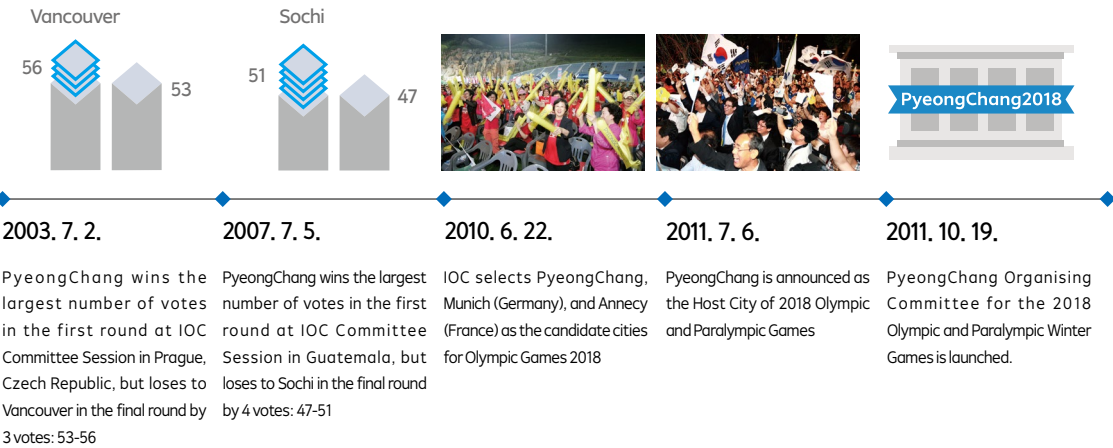 Vancouver
56
53
Sochi
51
47
PyeongChang2018
2003. 7. 2.
PyeongChang wins the
largest number of votes
in the first round at IOC
Committee Session in Prague,
Czech Republic, but loses to
Vancouver in the final round by
3 votes: 53-56
2007. 7. 5.
PyeongChang wins the largest
number of votes in the first
round at IOC Committee
Session in Guatemala, but
loses to Sochi in the final round
by 4 votes: 47-51
2010. 6. 22.
IOC selects PyeongChang,
Munich (Germany), and Annecy
(France) as the candidate cities
for Olympic Games 2018
2011. 7. 6.
PyeongChang is announced as
the Host City of 2018 Olympic
and Paralympic Games
2011. 10. 19.
PyeongChang Organising
Committee for the 2018
Olympic and Paralympic Winter
Games is launched.